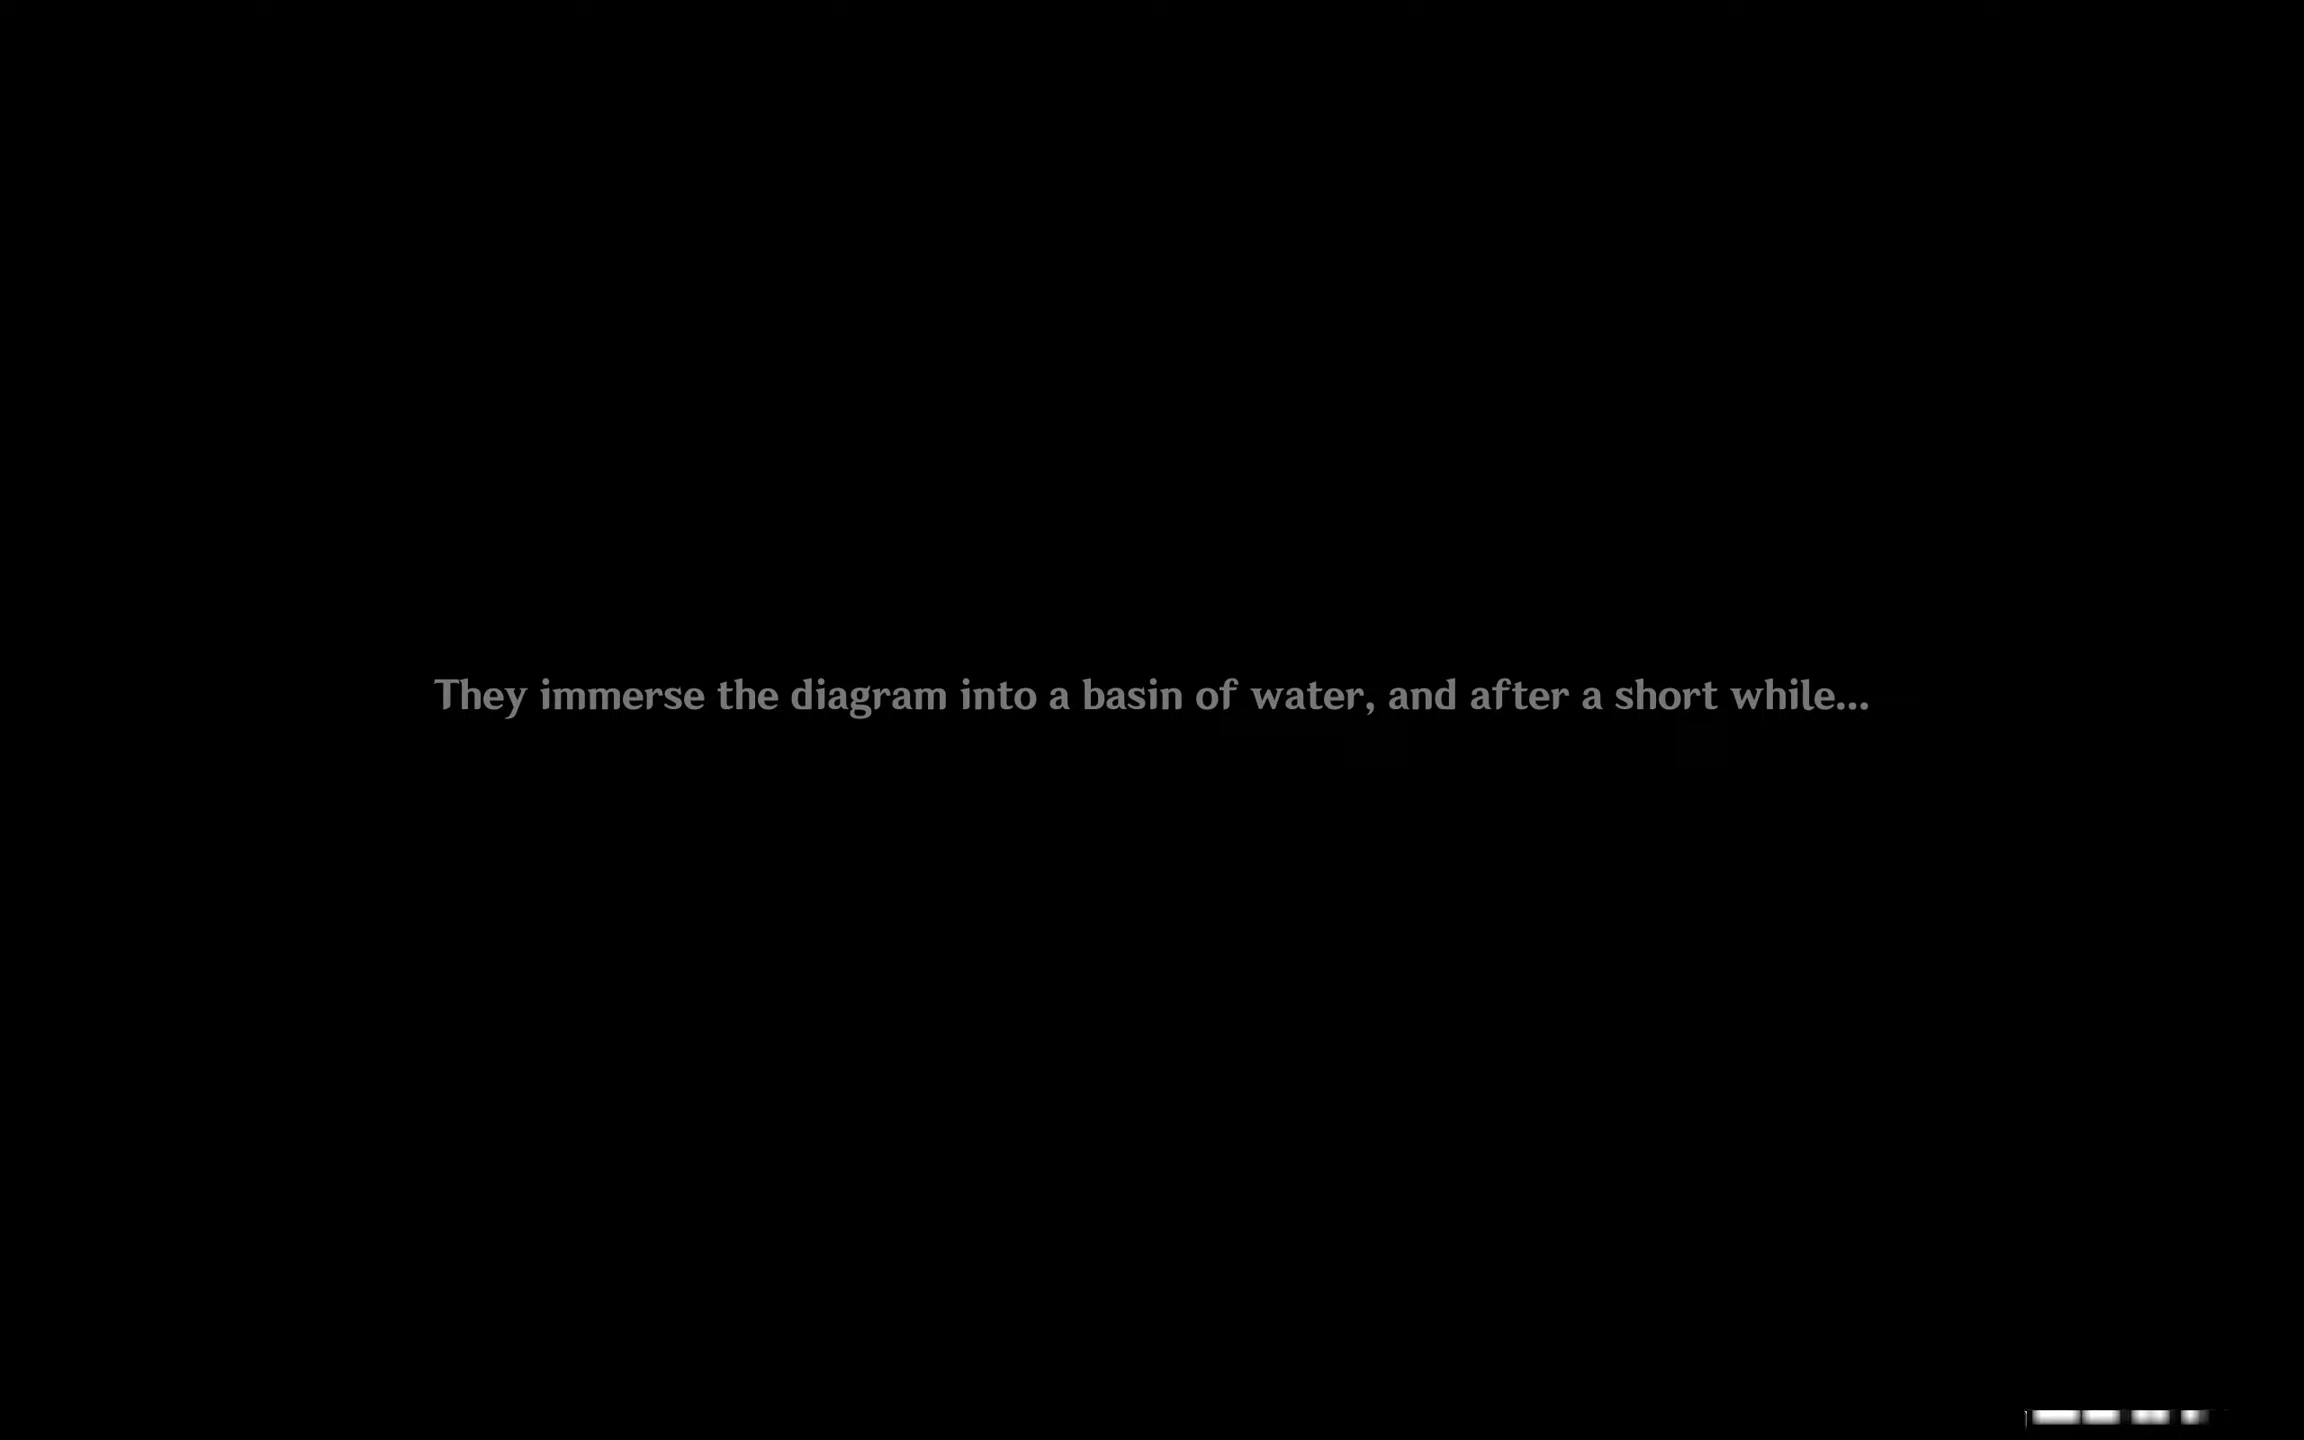 They immerse the diagram into a basin of water, and after a short while...